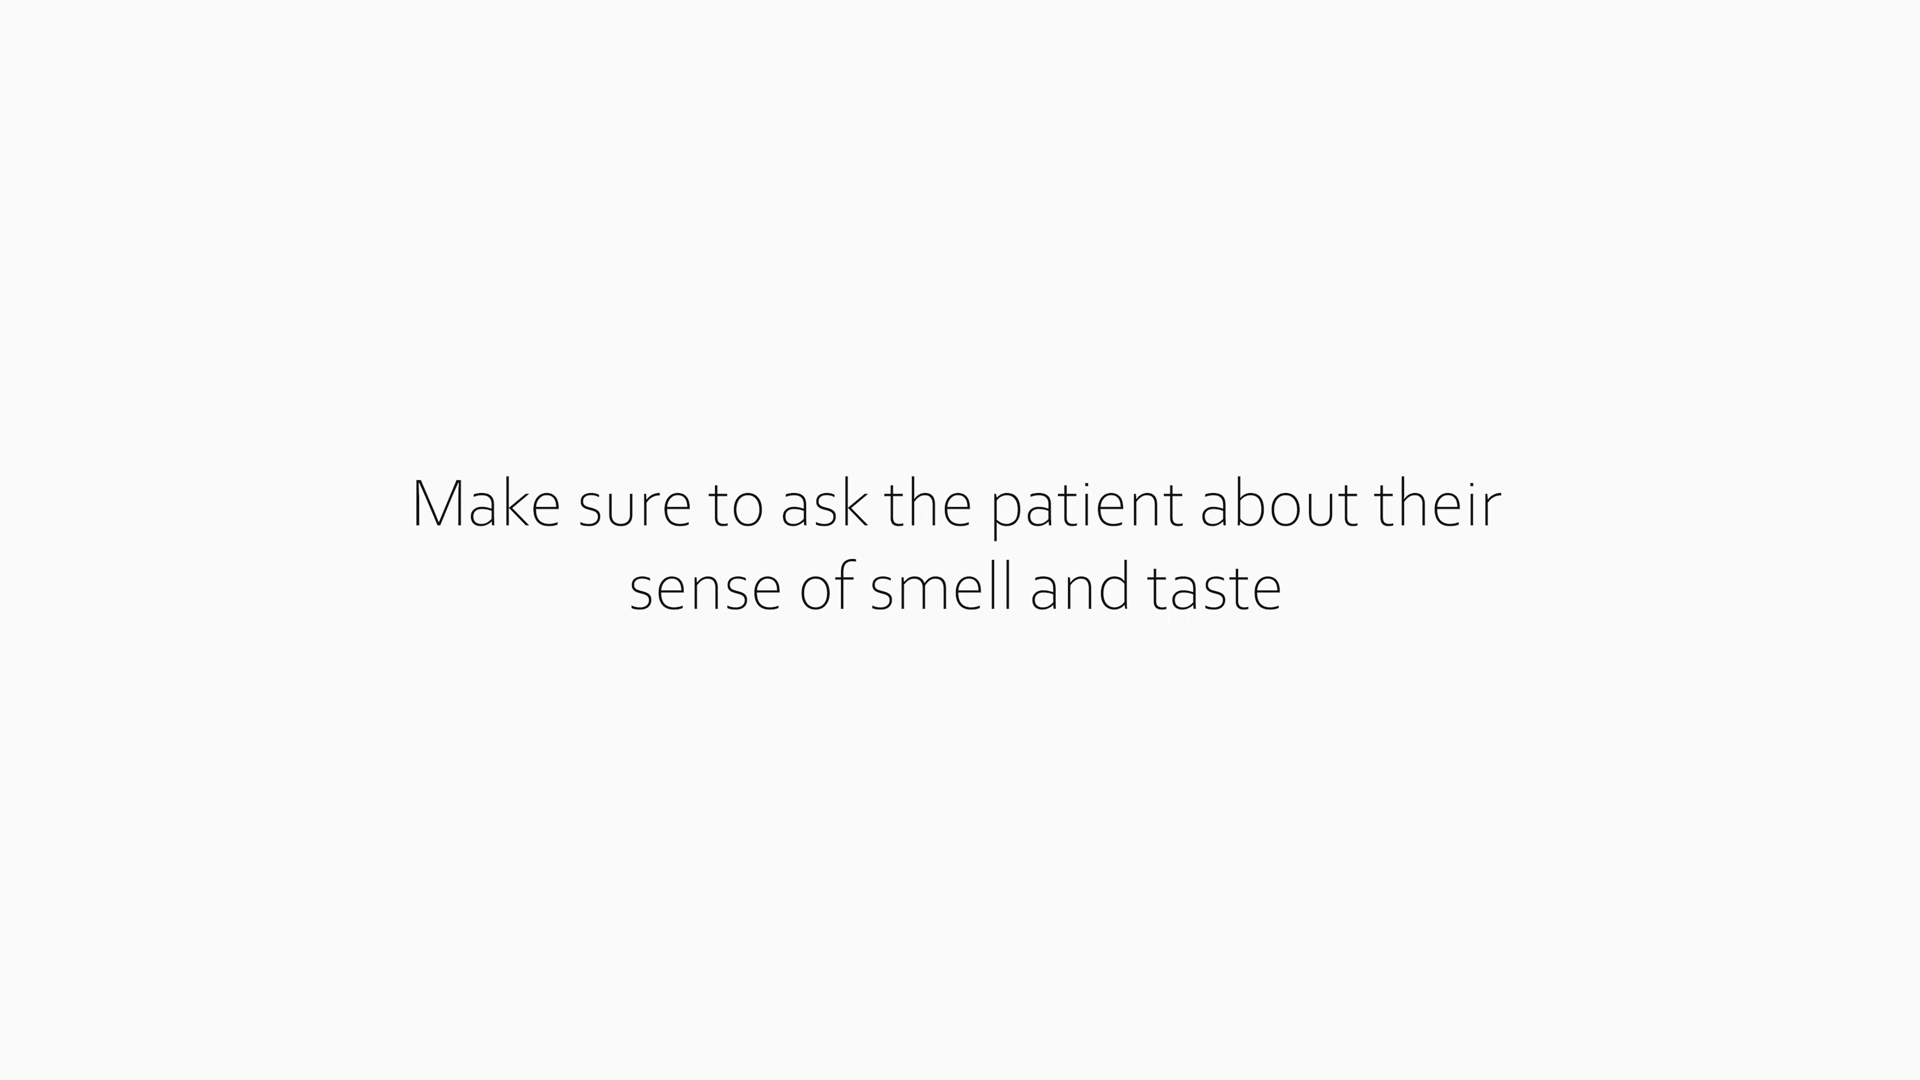 Make sure to ask the patient about their
sense of smell and taste